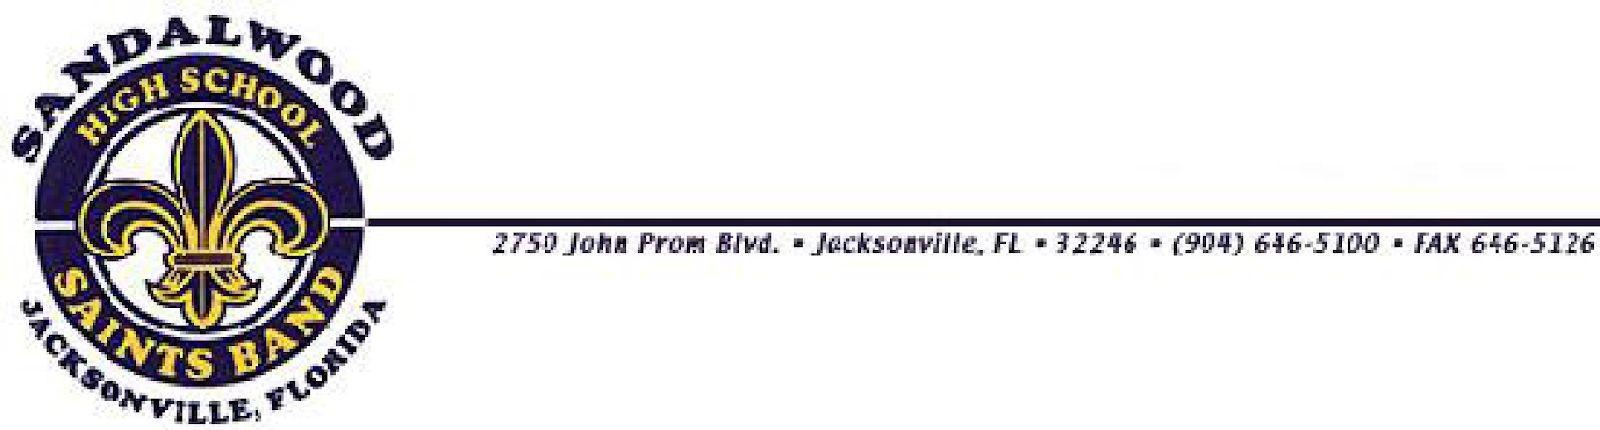 SANDALWOOD
HIGH SCHOOL
SAINTS BAND
JACKSONVILLE, FLORIDA
2750 John Prom Blvd. • Jacksonville, FL • 32246 • (904) 646-5100 • FAX 646-5126